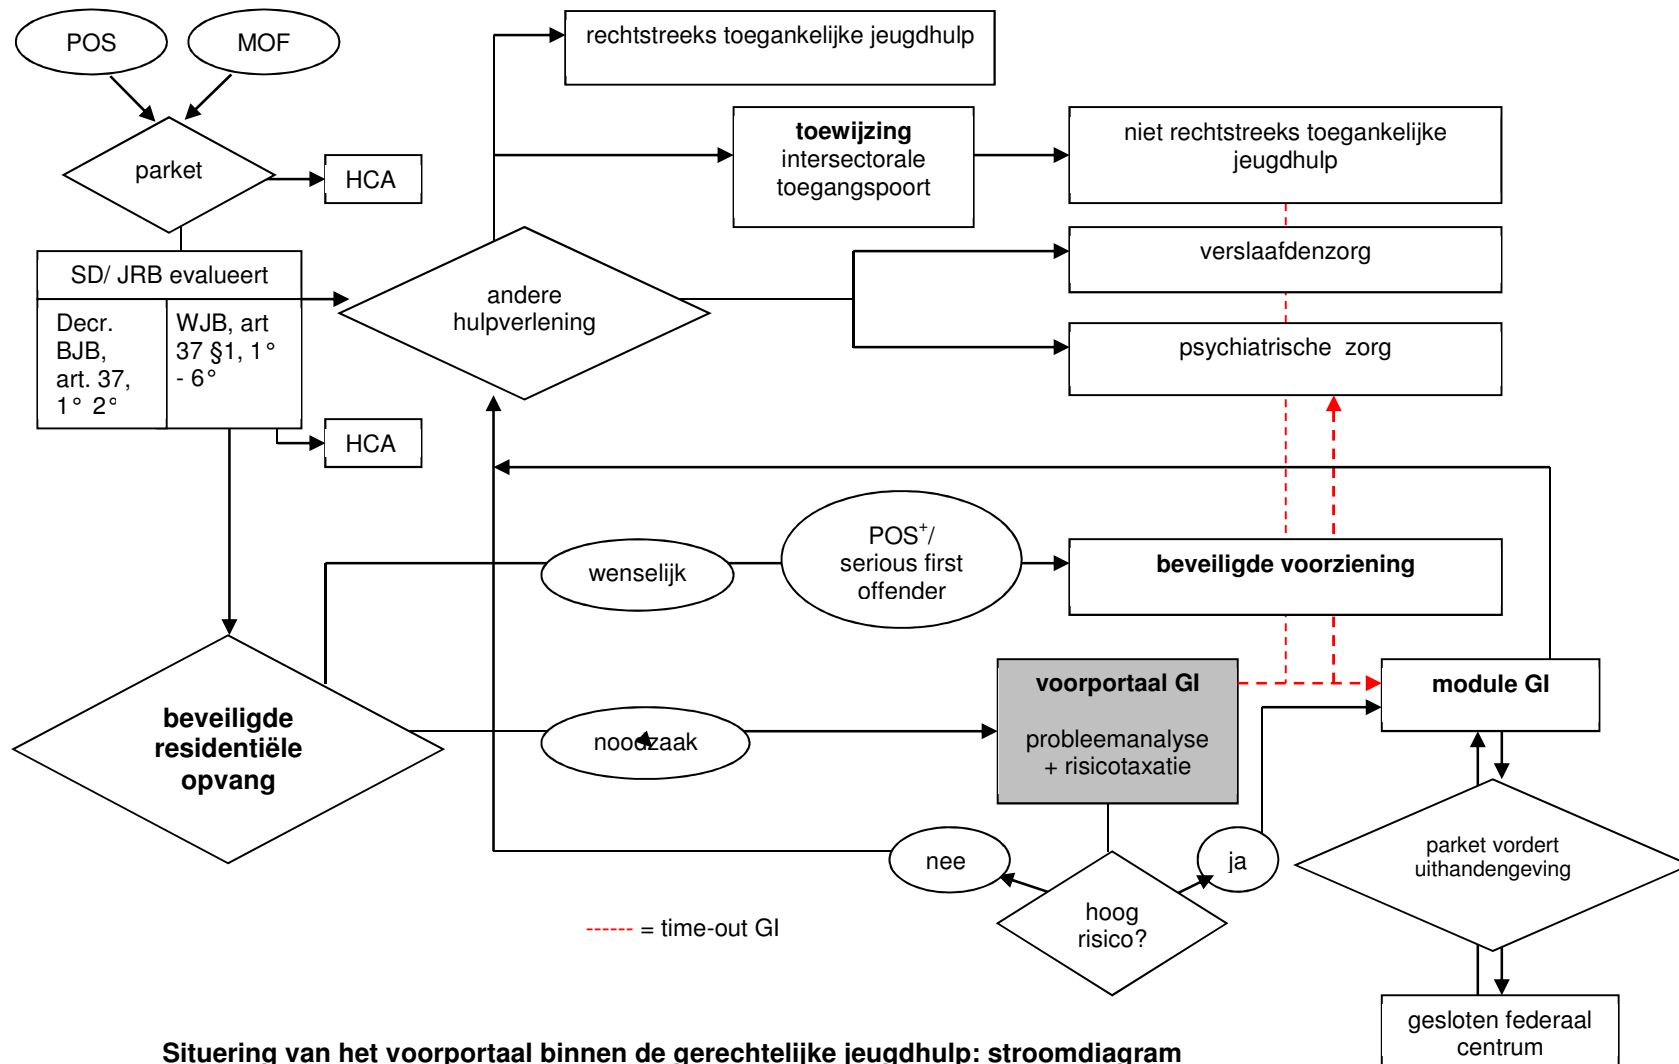 POS
MOF
rechtstreeks toegankelijke jeugdhulp
parket
HCA
toewijzing
intersectorale
toegangspoort
niet rechtstreeks toegankelijke
jeugdhulp
SD/ JRB evalueert
Decr.
BJB,
art. 37,
1° 2°
WJB, art
37 §1, 1°
- 6°
andere
hulpverlening
verslaafdenzorg
psychiatrische zorg
HCA
wenselijk
POS+/
serious first
offender
beveiligde voorziening
beveiligde
residentiële
opvang
noodzaak
voorportaal GI
probleemanalyse
+ risicotaxatie
module GI
nee
ja
hoog
risico?
parket vordert
uithandengeving
------ = time-out GI
gesloten federaal
centrum
Situering van het voorportaal binnen de gerechtelijke jeugdhulp: stroomdiagram